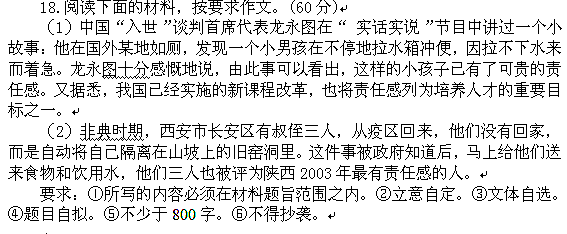 18.阅读下面的材料，按要求作文。(60分)
（1）中国“入世”谈判首席代表龙永图在“ 实话实说 ”节目中讲过一个小
故事：他在国外某地如厕，发现一个小男孩在不停地拉水箱冲便，因拉不下水来
而着急。龙永图十分感慨地说，由此事可以看出，这样的小孩子已有了可贵的责
任感。又据悉，我国已经实施的新课程改革，也将责任感列为培养人才的重要目
标之一。
（2）非典时期，西安市长安区有叔侄三人，从疫区回来，他们没有回家，
而是自动将自己隔离在山坡上的旧窑洞里。这件事被政府知道后，马上给他们送
来食物和饮用水，他们三人也被评为陕西 2003 年最有责任感的人。
要求：①所写的内容必须在材料题旨范围之内。②立意自定。③文体自选。
④题目自拟。⑤不少于 800 字。⑥不得抄袭。